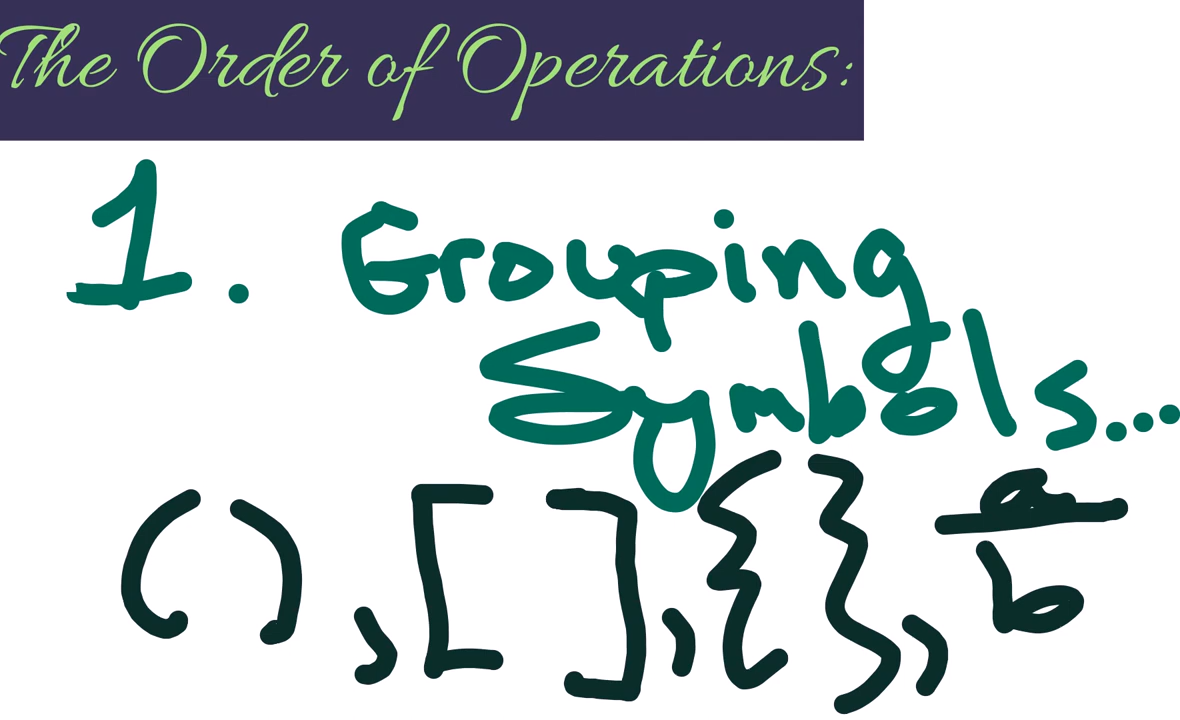 The Order of Operations:
1. Grouping
Symbols...
( ), [ ], { }, a/b